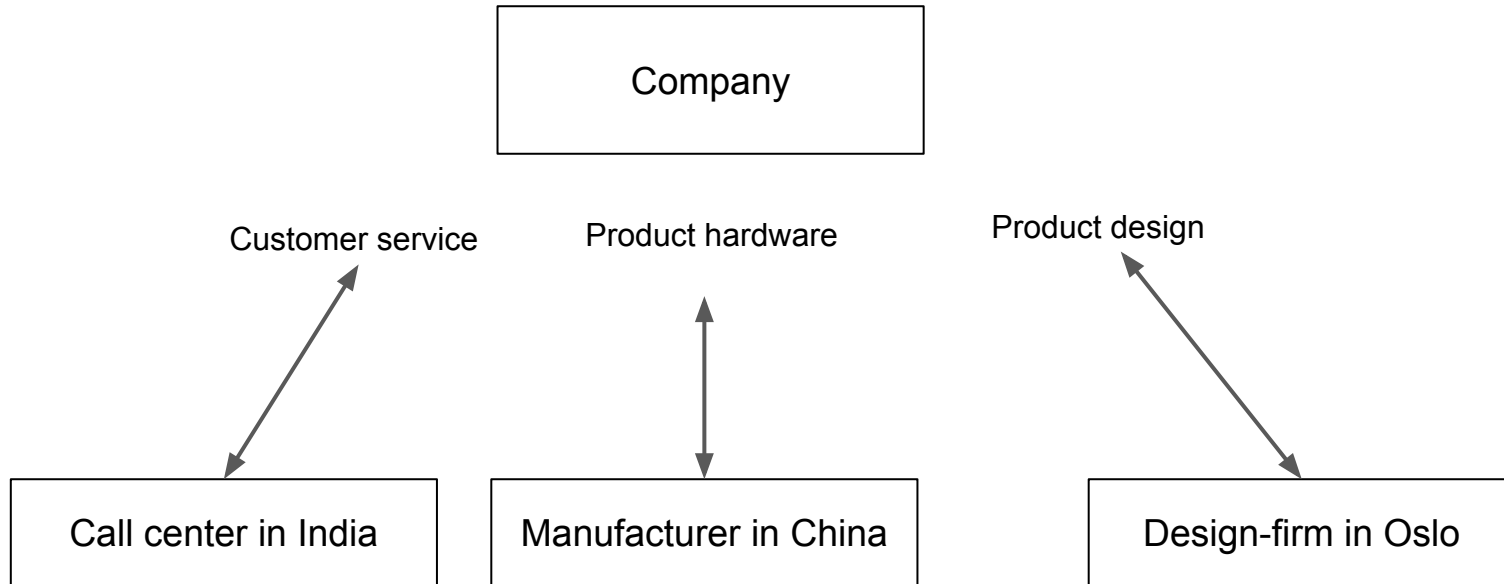 Company
Customer service
Product hardware
Product design
Call center in India
Manufacturer in China
Design-firm in Oslo